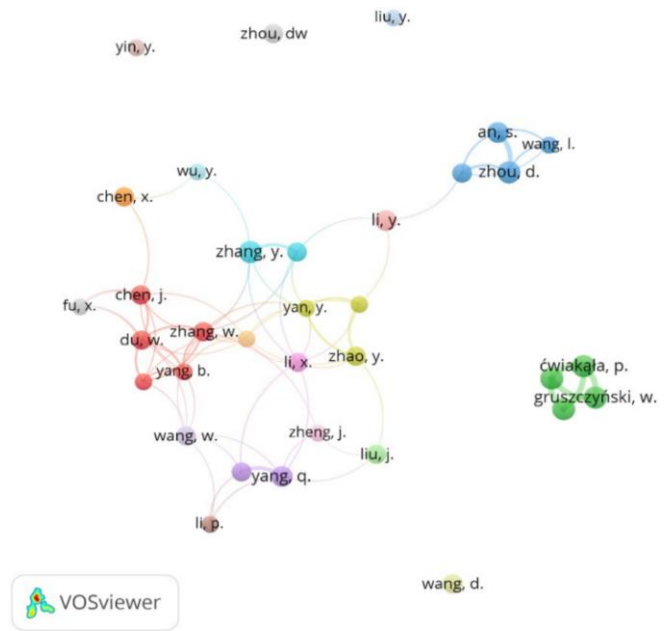 liu, y.
zhou, dw
yin, y.
an, s.
wang, l.
wu, y.
zhou, d.
chen, x.
li, y.
zhang, y.
chen, j.
fu, x.
yan, y.
zhang, w.
du, w.
zhao, y.
li, x.
ćwiakąła, p.
yang, b.
gruszczyński, w.
wang, w.
zheng, j.
liu, j.
yang, q.
li, p.
wang, d.
VOSviewer